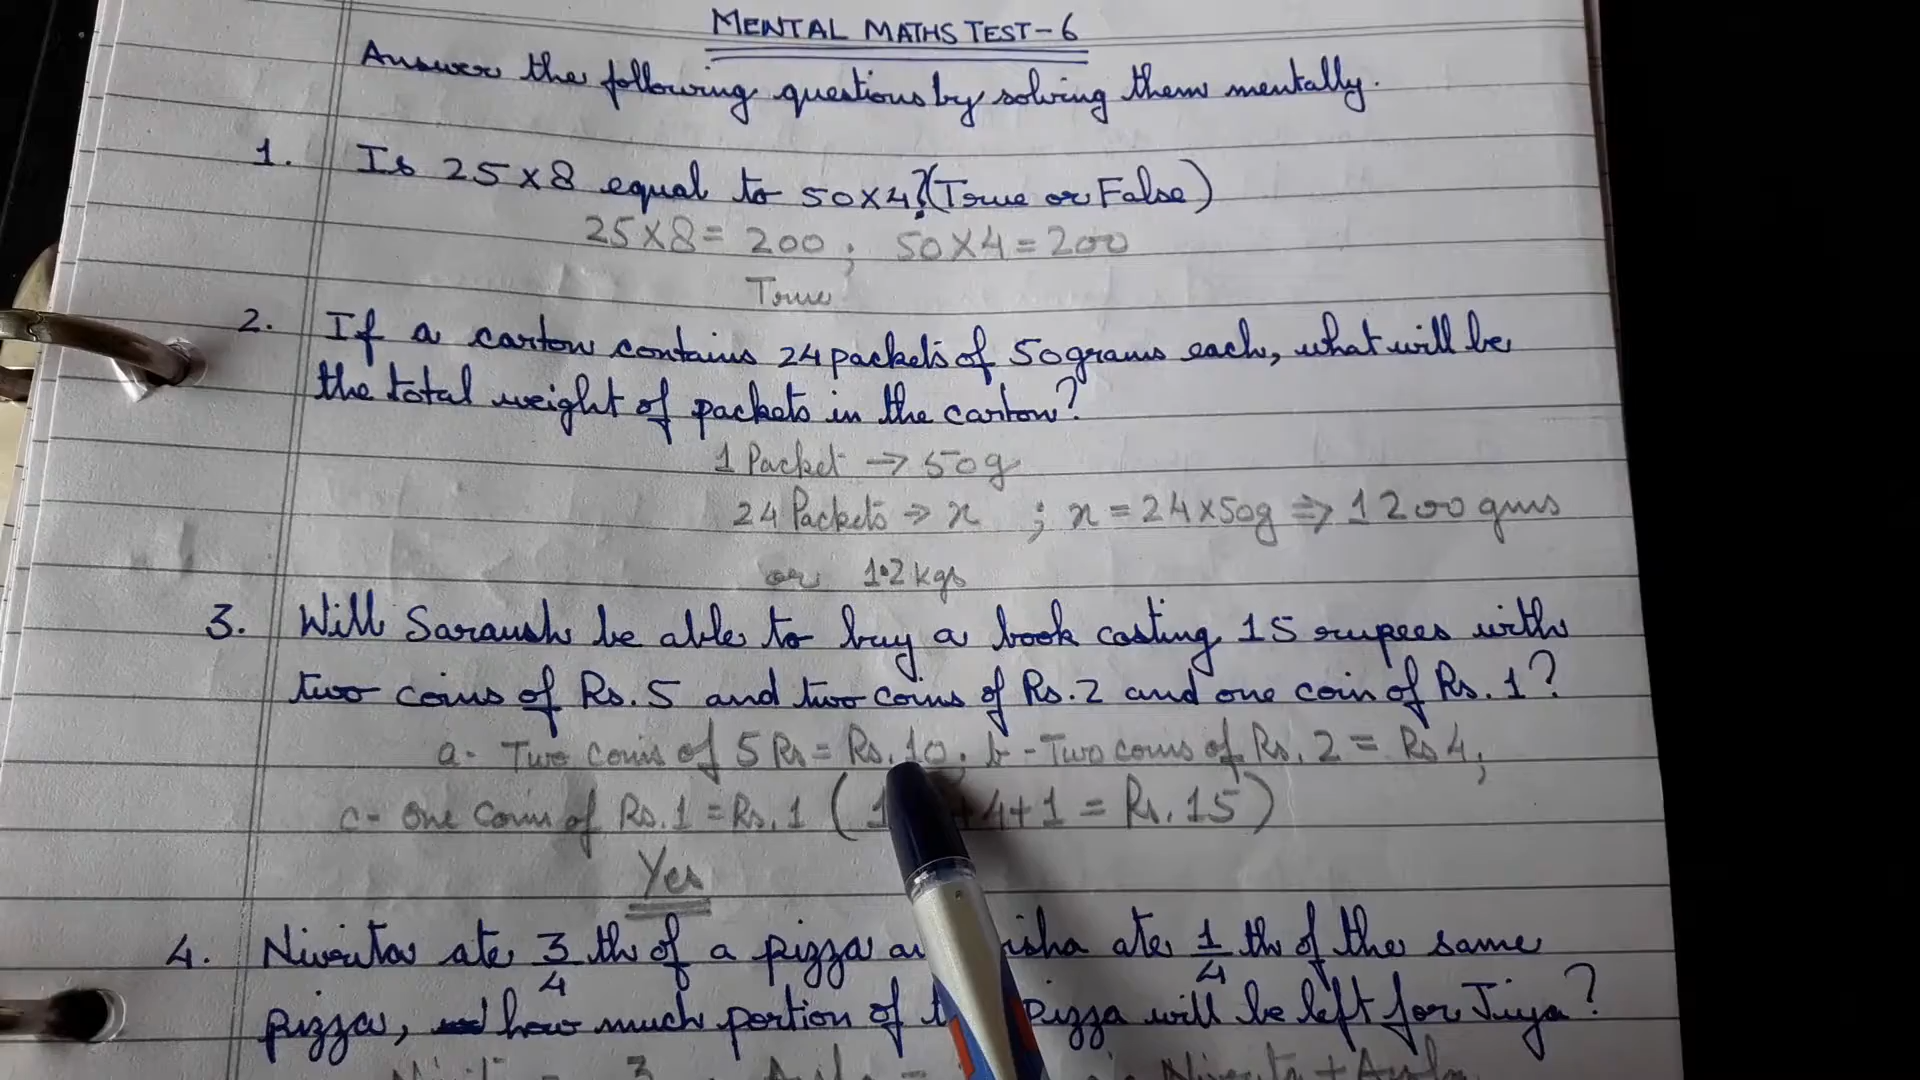 MENTAL MATHS TEST-6
Answer the following questions by solving them mentally.
1. Is 25×8 equal to 50×4? (True or False)
25×8= 200 ; 50×4=200
True
2. If a carton contains 24 packets of 50grams each, what will be
the total weight of packets in the carton?
1 Packet → 50g
24 Packets → x ; x = 24×50g ⇒ 1200 gms
or 1.2 kgs
3. Will Saraush be able to buy a book costing 15 rupees with
two coins of Rs. 5 and two coins of Rs. 2 and one coin of Rs. 1?
a- Two coins of 5 Rs = Rs. 10; b- Two coins of Rs. 2 = Rs 4;
c- One Coin of Rs. 1 = Rs. 1 ( 1 +4+1 = Rs. 15)
Yes
4. ate 3/4 th of a pizza a isha ate 1/4 th of the same
pizza, how much portion of t pizza will be left for Jiya?
3